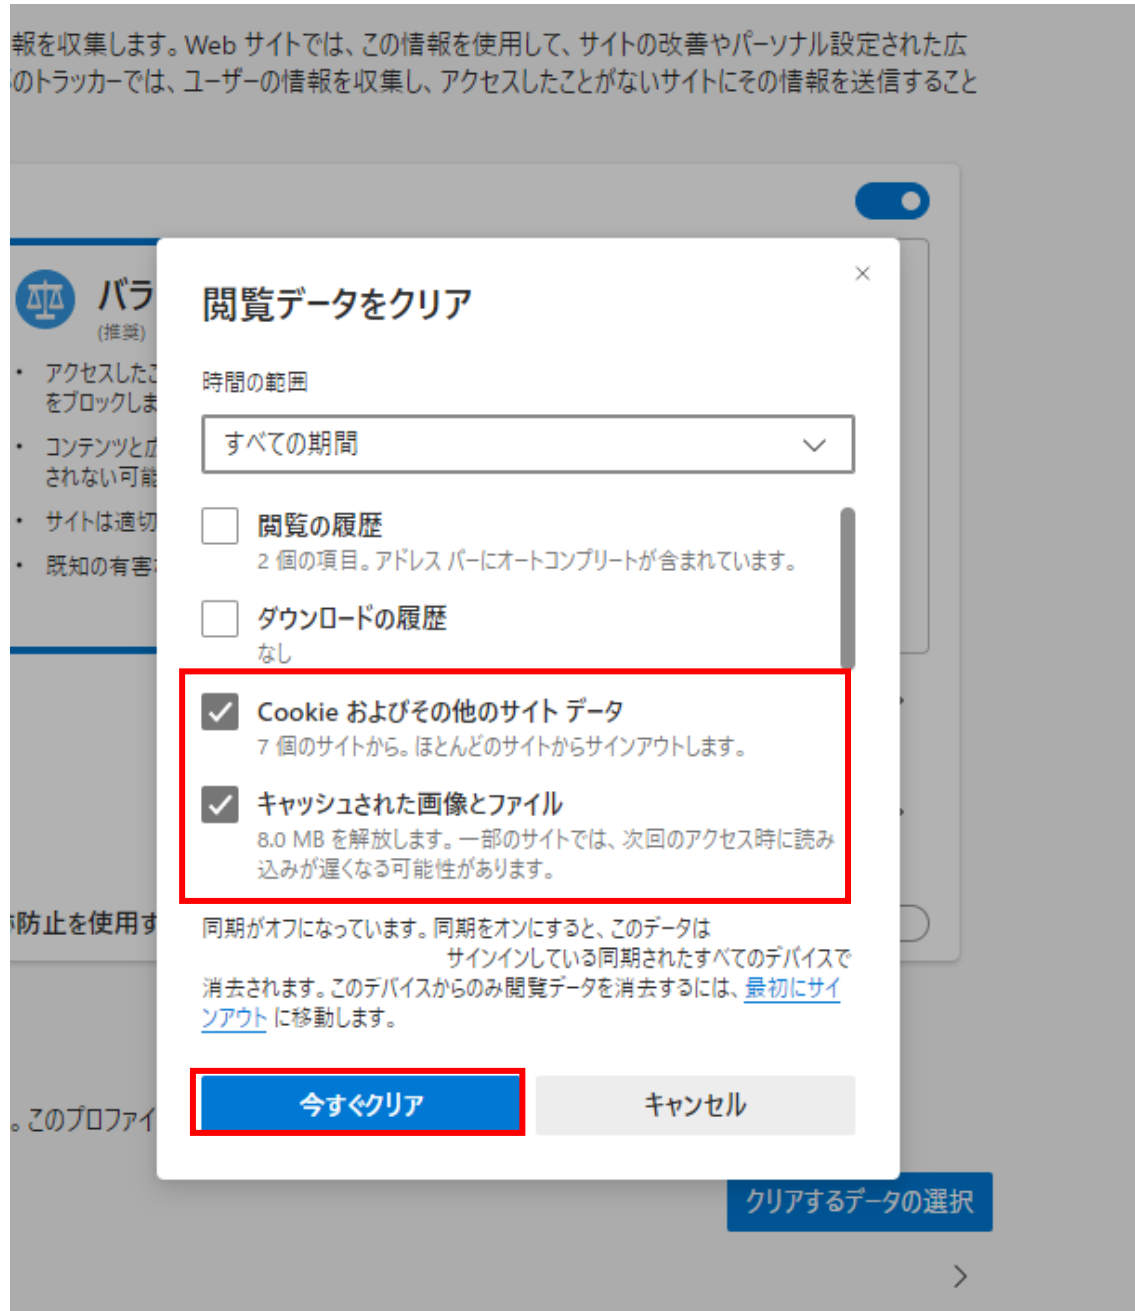 報を収集します。Web サイトでは、この情報を使用して、サイトの改善やパーソナル設定された広
のトラッカーでは、ユーザーの情報を収集し、アクセスしたことがないサイトにその情報を送信すること
バラ
(推奨)
• アクセスしたこ
をブロックしま
• コンテンツと広
されない可能
• サイトは適切
• 既知の有害な
閲覧データをクリア
時間の範囲
すべての期間
閲覧の履歴
2 個の項目。アドレス バーにオートコンプリートが含まれています。
ダウンロードの履歴
なし
Cookie およびその他のサイト データ
7 個のサイトから。ほとんどのサイトからサインアウトします。
キャッシュされた画像とファイル
8.0 MB を解放します。一部のサイトでは、次回のアクセス時に読み
込みが遅くなる可能性があります。
同期がオフになっています。同期をオンにすると、このデータは
サインインしている同期されたすべてのデバイスで
消去されます。このデバイスからのみ閲覧データを消去するには、最初にサイ
ンアウト に移動します。
今すぐクリア
キャンセル
防止を使用す
。このプロファイ
クリアするデータの選択